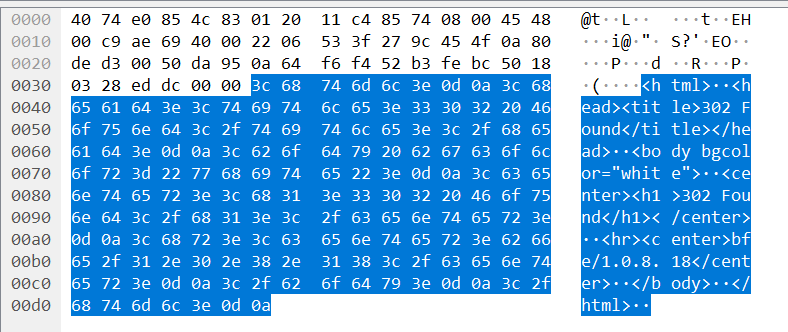 0000 40 74 e0 85 4c 83 01 20 11 c4 85 74 08 00 45 48 @t··L·· ···t··EH
0010 00 c9 ae 69 40 00 22 06 53 3f 27 9c 45 4f 0a 80 ···i@·"·S?'·EO··
0020 de d3 00 50 da 95 0a 64 f6 f4 52 b3 fe bc 50 18 ···P···d··R···P·
0030 03 28 ed dc 00 00 3c 68 74 6d 6c 3e 0d 0a 3c 68 ·(····<html>··<h
0040 65 61 64 3e 3c 74 69 74 6c 65 3e 33 30 32 20 46 ead><title>302 F
0050 6f 75 6e 64 3c 2f 74 69 74 6c 65 3e 3c 2f 68 65 ound</title></he
0060 61 64 3e 0d 0a 3c 62 6f 64 79 20 62 67 63 6f 6c ad>··<body bgcol
0070 6f 72 3d 22 77 68 69 74 65 22 3e 0d 0a 3c 63 65 or="white">··<ce
0080 6e 74 65 72 3e 3c 68 31 3e 33 30 32 20 46 6f 75 nter><h1>302 Fou
0090 6e 64 3c 2f 68 31 3e 3c 2f 63 65 6e 74 65 72 3e nd</h1></center>
00a0 0d 0a 3c 68 72 3e 3c 63 65 6e 74 65 72 3e 62 66 ··<hr><center>bf
00b0 65 2f 31 2e 30 2e 38 2e 31 38 3c 2f 63 65 6e 74 e/1.0.8.18</cent
00c0 65 72 3e 0d 0a 3c 2f 62 6f 64 79 3e 0d 0a 3c 2f er>··</body>··</
00d0 68 74 6d 6c 3e 0d 0a html>··